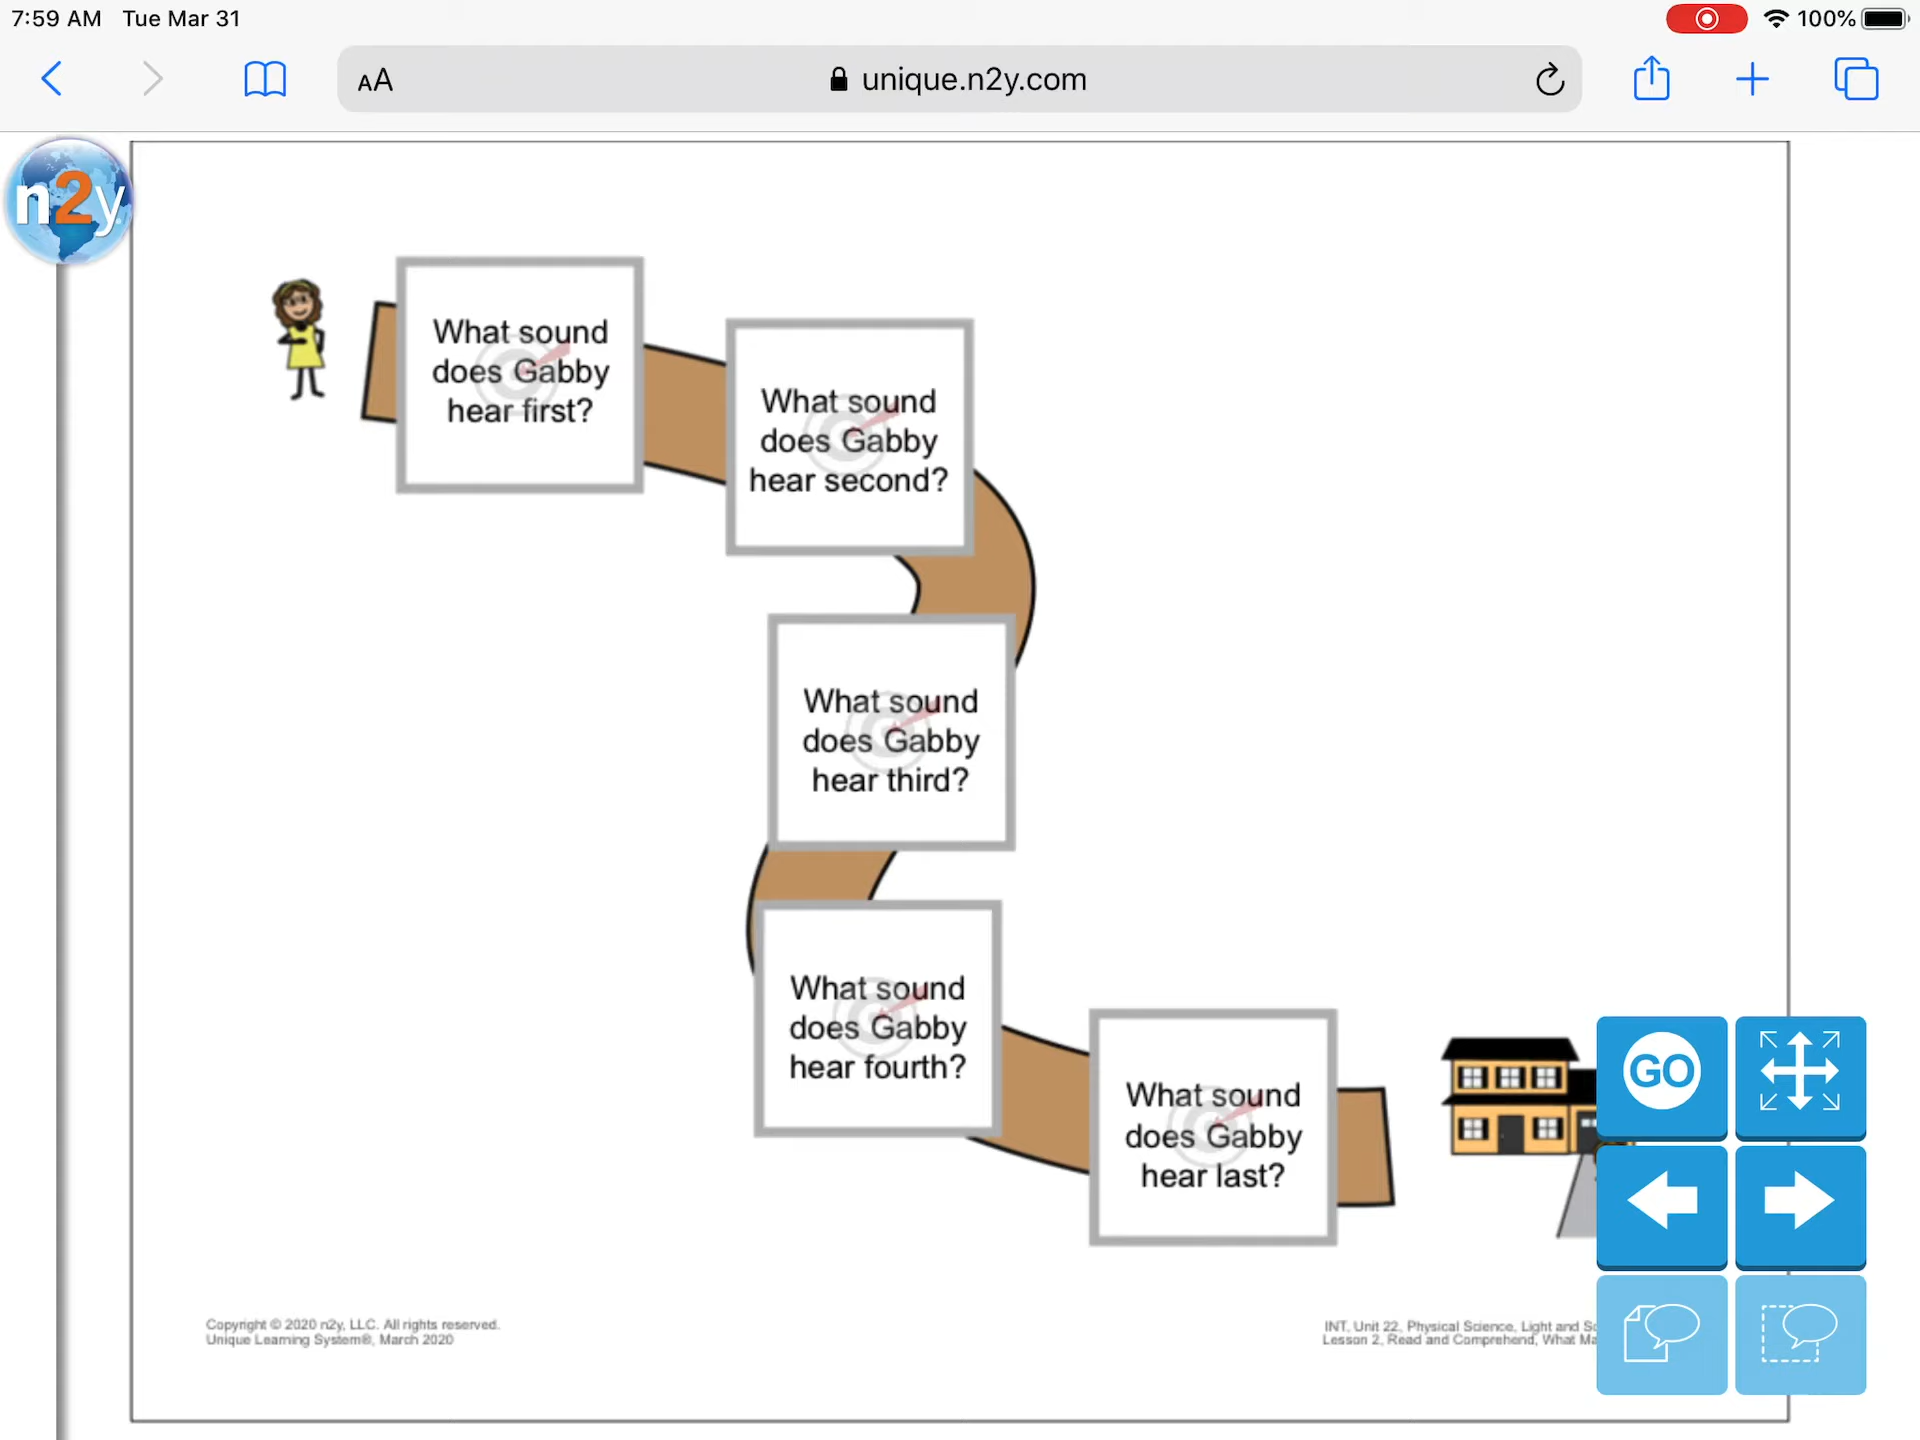 7:59 AM Tue Mar 31
100%
AA
unique.n2y.com
n2y
What sound
does Gabby
hear first?
What sound
does Gabby
hear second?
What sound
does Gabby
hear third?
What sound
does Gabby
hear fourth?
What sound
does Gabby
hear last?
GO
Copyright © 2020 n2y, LLC. All rights reserved.
Unique Learning System®, March 2020
INT, Unit 22, Physical Science, Light and
Lesson 2, Read and Comprehend, What